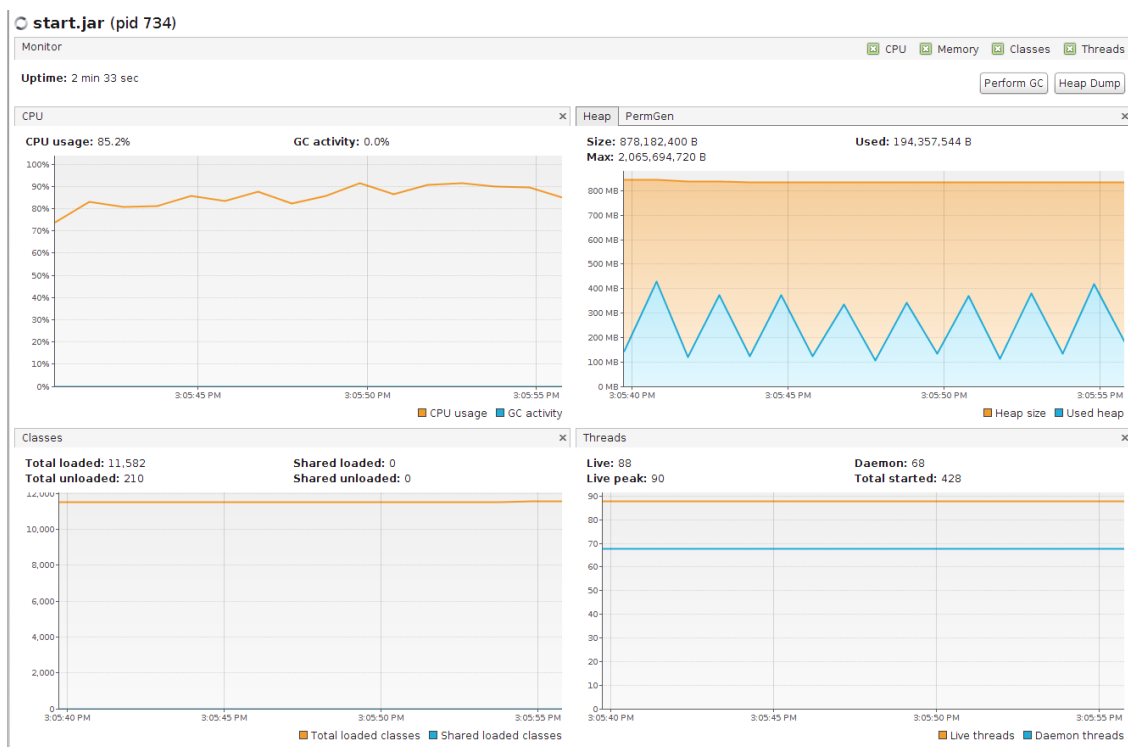 start.jar (pid 734)
Monitor
CPU Memory Classes Threads
Uptime: 2 min 33 sec
Perform GC Heap Dump
CPU
CPU usage: 85.2% GC activity: 0.0%
100%
90%
80%
70%
60%
50%
40%
30%
20%
10%
0%
3:05:45 PM 3:05:50 PM 3:05:55 PM
CPU usage GC activity
Heap PermGen
Size: 878,182,400 B Used: 194,357,544 B
Max: 2,065,694,720 B
800 MB
700 MB
600 MB
500 MB
400 MB
300 MB
200 MB
100 MB
0 MB
3:05:40 PM 3:05:45 PM 3:05:50 PM 3:05:55 PM
Heap size Used heap
Classes
Total loaded: 11,582 Shared loaded: 0
Total unloaded: 210 Shared unloaded: 0
12,000
10,000
8,000
6,000
4,000
2,000
0
3:05:40 PM 3:05:45 PM 3:05:50 PM 3:05:55 PM
Total loaded classes Shared loaded classes
Threads
Live: 88 Daemon: 68
Live peak: 90 Total started: 428
90
80
70
60
50
40
30
20
10
0
3:05:40 PM 3:05:45 PM 3:05:50 PM 3:05:55 PM
Live threads Daemon threads